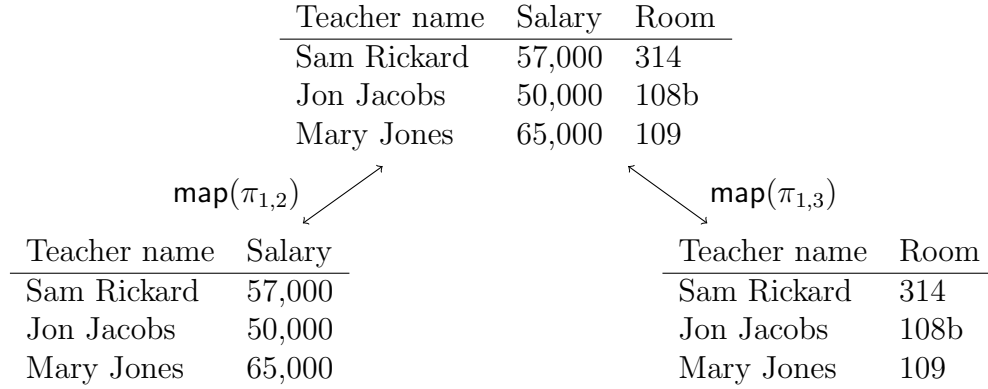 Teacher name Salary Room
Sam Rickard 57,000 314
Jon Jacobs 50,000 108b
Mary Jones 65,000 109
map(π1,2) map(π1,3)
Teacher name Salary Teacher name Room
Sam Rickard 57,000 Sam Rickard 314
Jon Jacobs 50,000 Jon Jacobs 108b
Mary Jones 65,000 Mary Jones 109